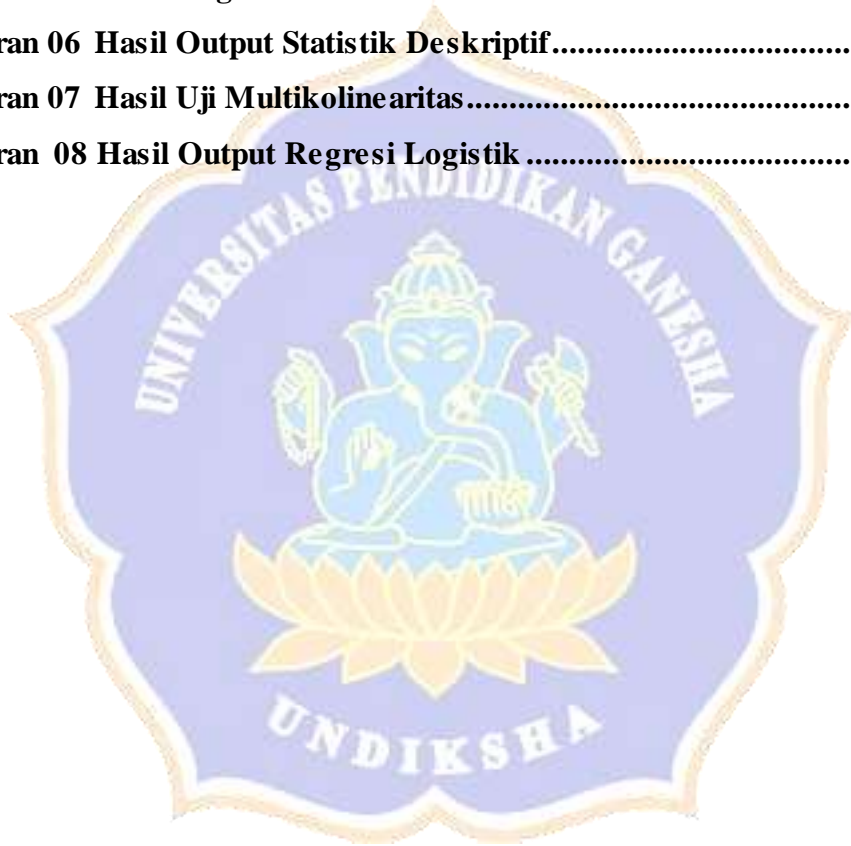 ran 06 Hasil Output Statistik Deskriptif..................................
ran 07 Hasil Uji Multikolinearitas...........................................
ran 08 Hasil Output Regresi Logistik ....................................
UNIVERSITAS PENDIDIKAN GANESHA
UNDIKSHA